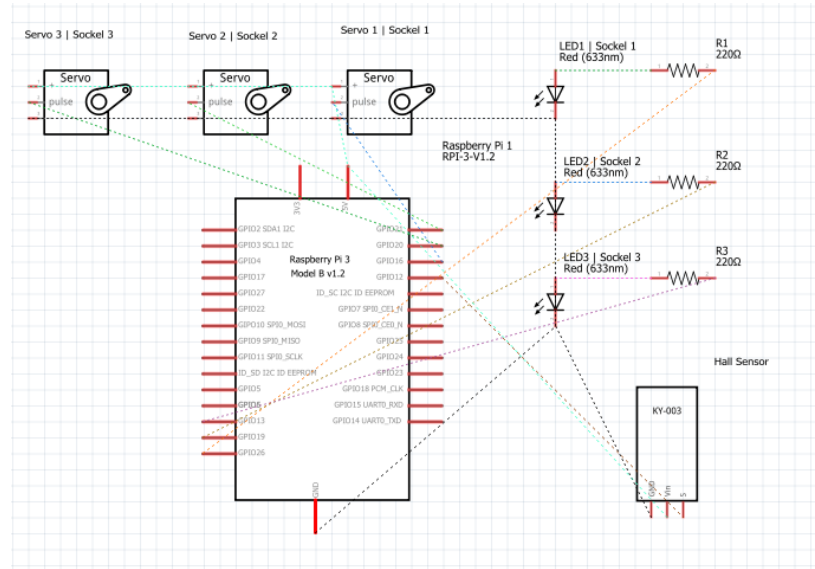 Servo 3 | Sockel 3
Servo 2 | Sockel 2
Servo 1 | Sockel 1
Servo
+
pulse
-
Servo
+
pulse
-
Servo
+
pulse
-
LED1 | Sockel 1
Red (633nm)
R1
220Ω
Raspberry Pi 1
RPI-3-V1.2
LED2 | Sockel 2
Red (633nm)
R2
220Ω
LED3 | Sockel 3
Red (633nm)
R3
220Ω
3V3
5V
Raspberry Pi 3
Model B v1.2
GPIO2 SDA1 I2C
GPIO3 SCL1 I2C
GPIO4
GPIO17
GPIO27
GPIO22
GPIO10 SPI0_MOSI
GPIO9 SPI0_MISO
GPIO11 SPI0_SCLK
ID_SD I2C ID EEPROM
GPIO5
GPIO6
GPIO13
GPIO19
GPIO26
GPIO21
GPIO20
GPIO16
GPIO12
ID_SC I2C ID EEPROM
GPIO7 SPI0_CE1_N
GPIO8 SPI0_CE0_N
GPIO25
GPIO24
GPIO23
GPIO18 PCM_CLK
GPIO15 UART0_RXD
GPIO14 UART0_TXD
GND
Hall Sensor
KY-003
GND
Vin
S